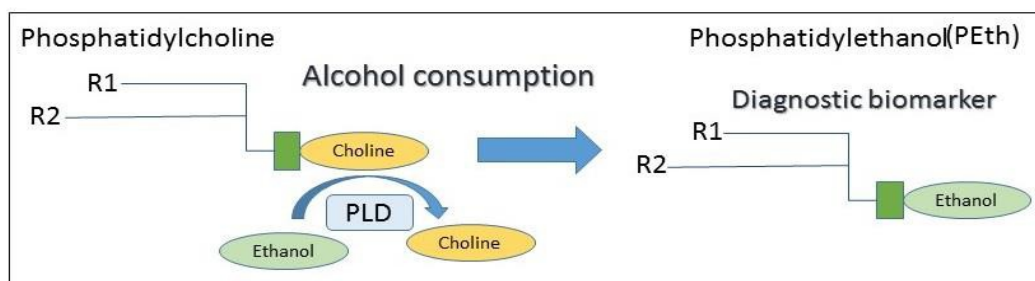 Phosphatidylcholine
R1
R2
Choline
Alcohol consumption
PLD
Ethanol
Choline
Phosphatidylethanol(PEth)
Diagnostic biomarker
R1
R2
Ethanol